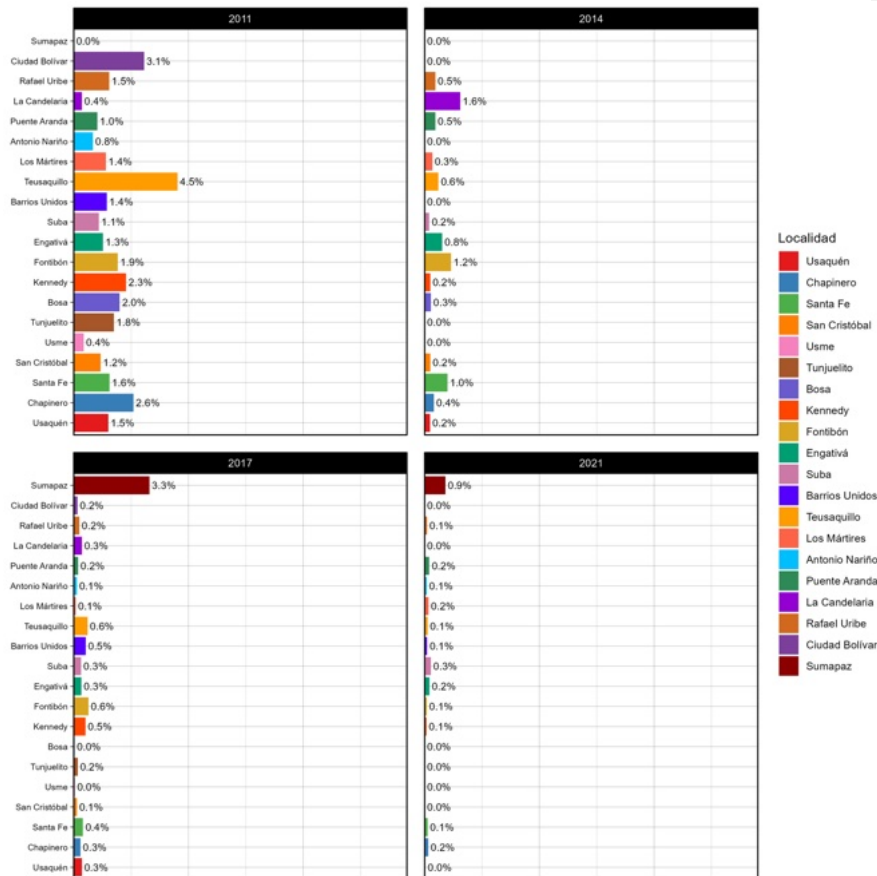 2011
2014
Sumapaz 0.0% 0.0%
Ciudad Bolívar 3.1% 0.0%
Rafael Uribe 1.5% 0.5%
La Candelaria 0.4% 1.6%
Puente Aranda 1.0% 0.5%
Antonio Nariño 0.8% 0.0%
Los Mártires 1.4% 0.3%
Teusaquillo 4.5% 0.6%
Barrios Unidos 1.4% 0.0%
Suba 1.1% 0.2%
Engativá 1.3% 0.8%
Fontibón 1.9% 1.2%
Kennedy 2.3% 0.2%
Bosa 2.0% 0.3%
Tunjuelito 1.8% 0.0%
Usme 0.4% 0.0%
San Cristóbal 1.2% 0.2%
Santa Fe 1.6% 1.0%
Chapinero 2.6% 0.4%
Usaquén 1.5% 0.2%
2017
2021
Sumapaz 3.3% 0.9%
Ciudad Bolívar 0.2% 0.0%
Rafael Uribe 0.2% 0.1%
La Candelaria 0.3% 0.0%
Puente Aranda 0.2% 0.2%
Antonio Nariño 0.1% 0.1%
Los Mártires 0.1% 0.2%
Teusaquillo 0.6% 0.1%
Barrios Unidos 0.5% 0.1%
Suba 0.3% 0.3%
Engativá 0.3% 0.2%
Fontibón 0.6% 0.1%
Kennedy 0.5% 0.1%
Bosa 0.0% 0.0%
Tunjuelito 0.2% 0.0%
Usme 0.0% 0.0%
San Cristóbal 0.1% 0.0%
Santa Fe 0.4% 0.1%
Chapinero 0.3% 0.2%
Usaquén 0.3% 0.0%
Localidad
Usaquén
Chapinero
Santa Fe
San Cristóbal
Usme
Tunjuelito
Bosa
Kennedy
Fontibón
Engativá
Suba
Barrios Unidos
Teusaquillo
Los Mártires
Antonio Nariño
Puente Aranda
La Candelaria
Rafael Uribe
Ciudad Bolívar
Sumapaz